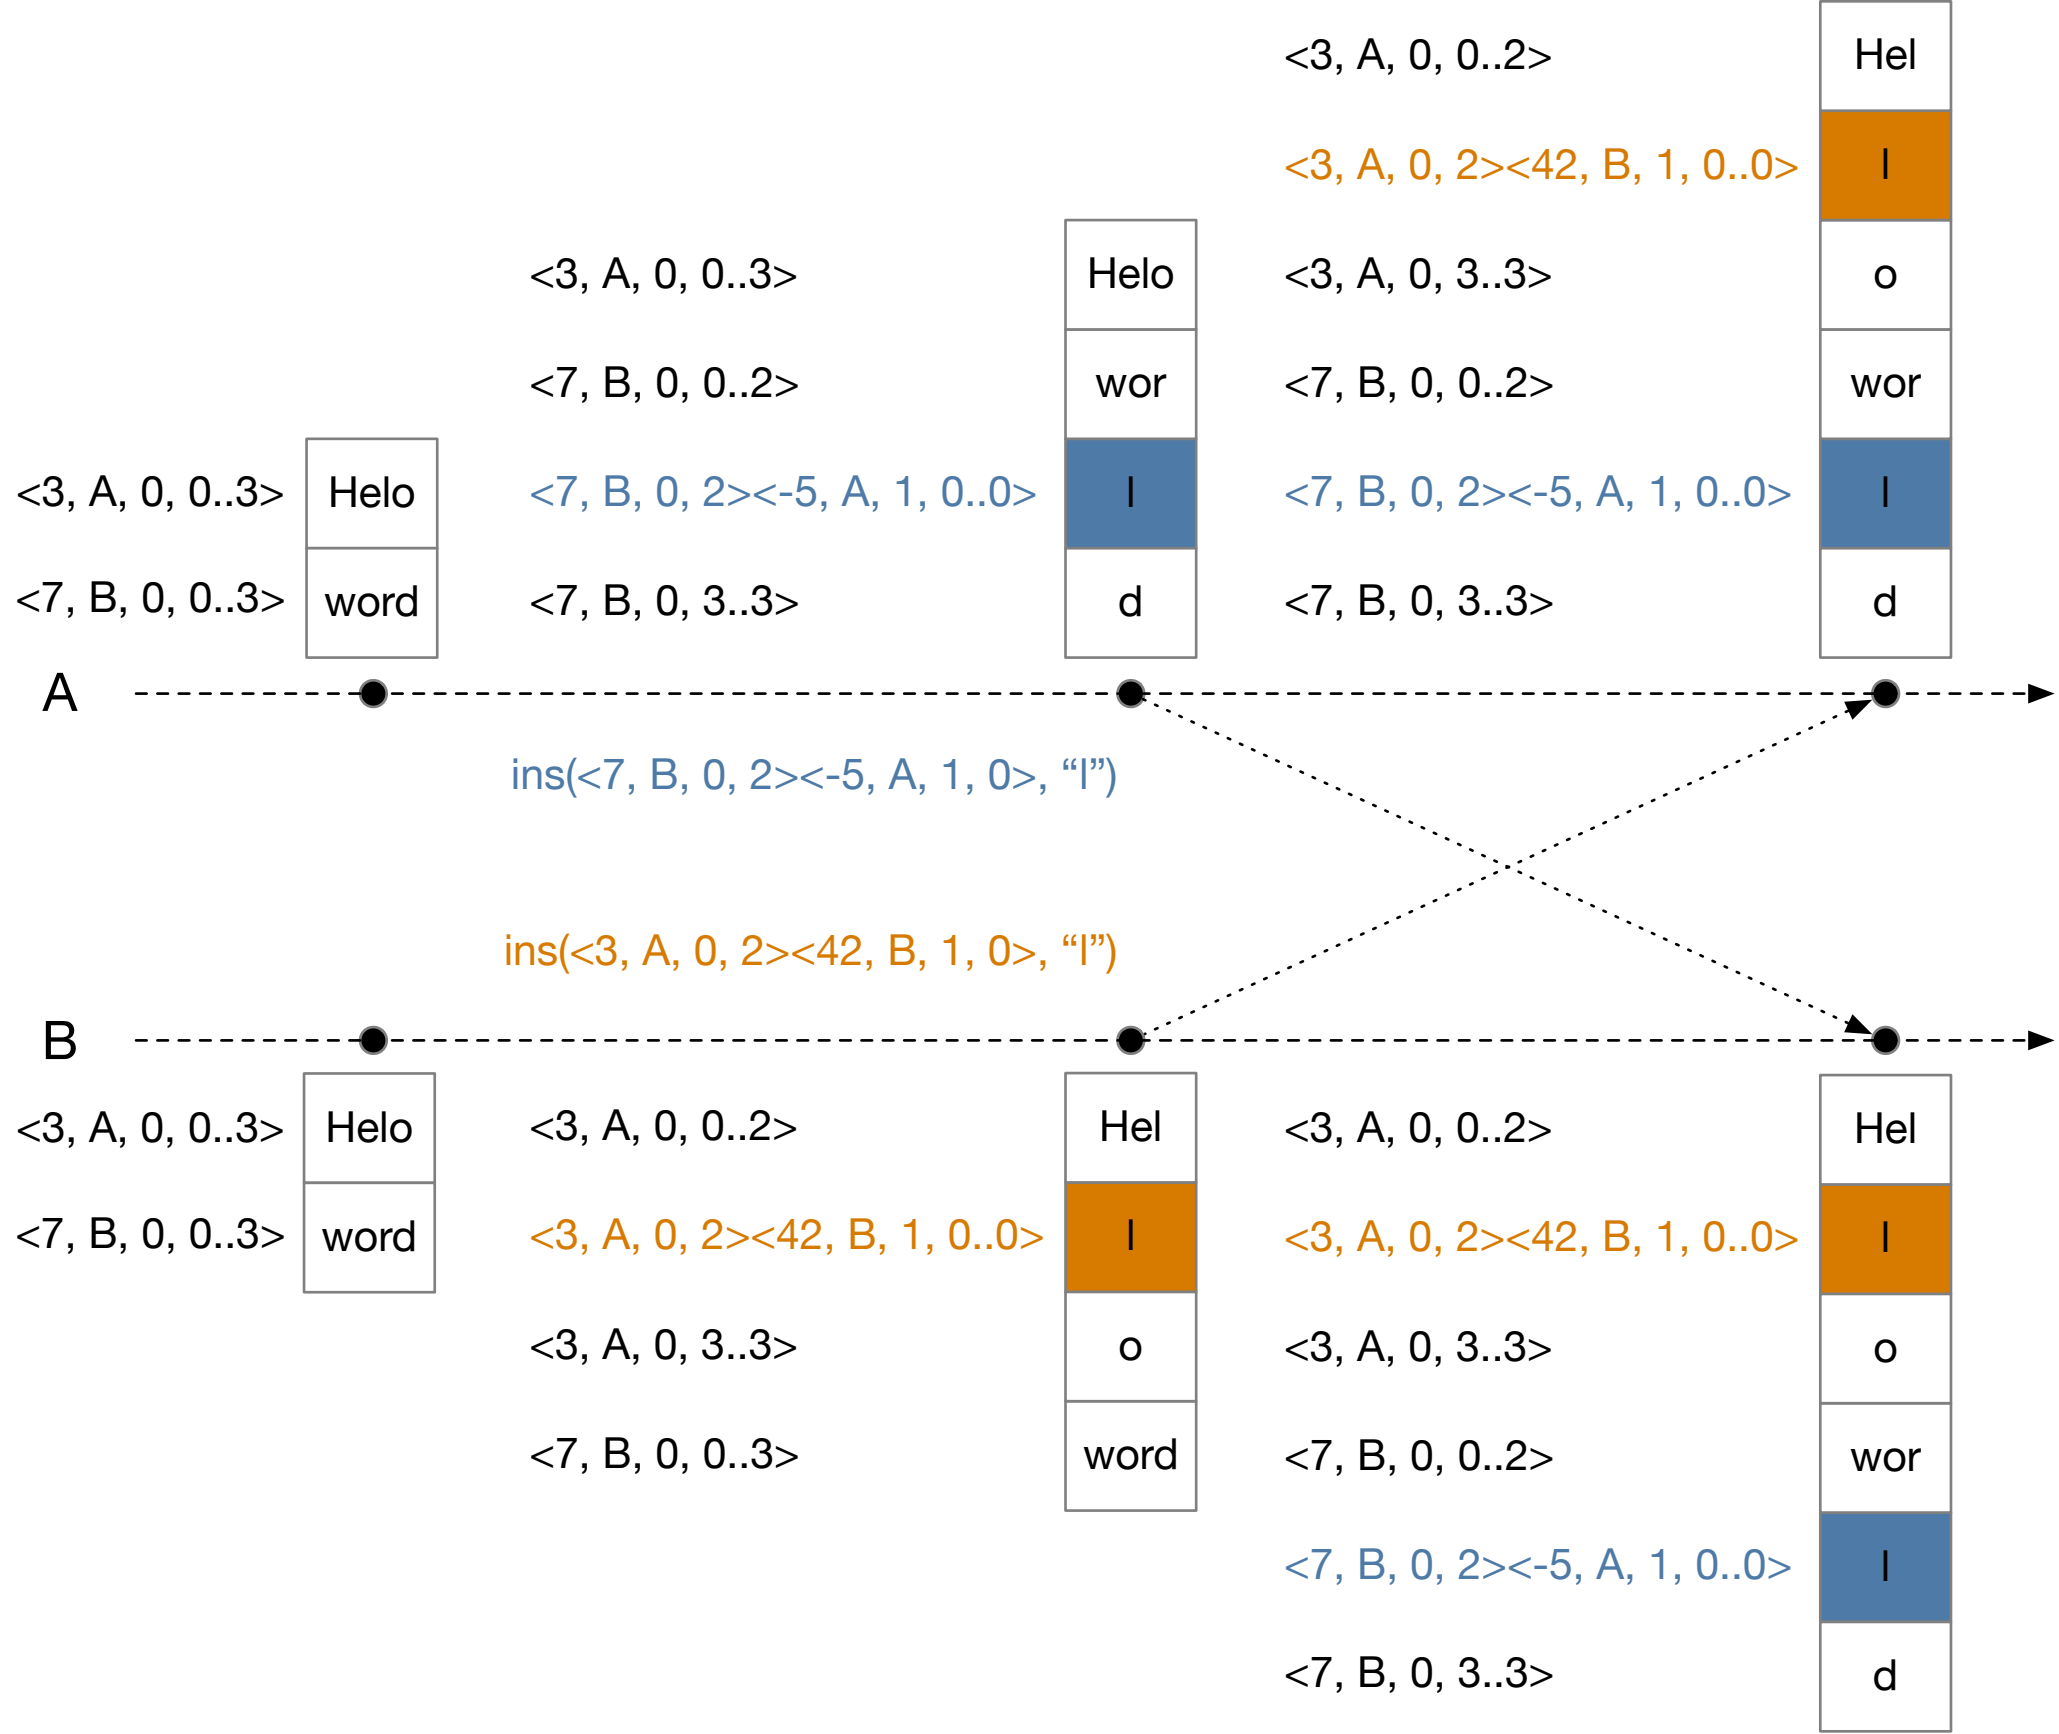 <3, A, 0, 0..2> Hel
<3, A, 0, 2><42, B, 1, 0..0> l
<3, A, 0, 0..3> Helo <3, A, 0, 3..3> o
<7, B, 0, 0..2> wor <7, B, 0, 0..2> wor
<3, A, 0, 0..3> Helo <7, B, 0, 2><-5, A, 1, 0..0> l <7, B, 0, 2><-5, A, 1, 0..0> l
<7, B, 0, 0..3> word <7, B, 0, 3..3> d <7, B, 0, 3..3> d
A
ins(<7, B, 0, 2><-5, A, 1, 0>, “l”)
ins(<3, A, 0, 2><42, B, 1, 0>, “l”)
B
<3, A, 0, 0..3> Helo <3, A, 0, 0..2> Hel <3, A, 0, 0..2> Hel
<7, B, 0, 0..3> word <3, A, 0, 2><42, B, 1, 0..0> l <3, A, 0, 2><42, B, 1, 0..0> l
<3, A, 0, 3..3> o <3, A, 0, 3..3> o
<7, B, 0, 0..3> word <7, B, 0, 0..2> wor
<7, B, 0, 2><-5, A, 1, 0..0> l
<7, B, 0, 3..3> d